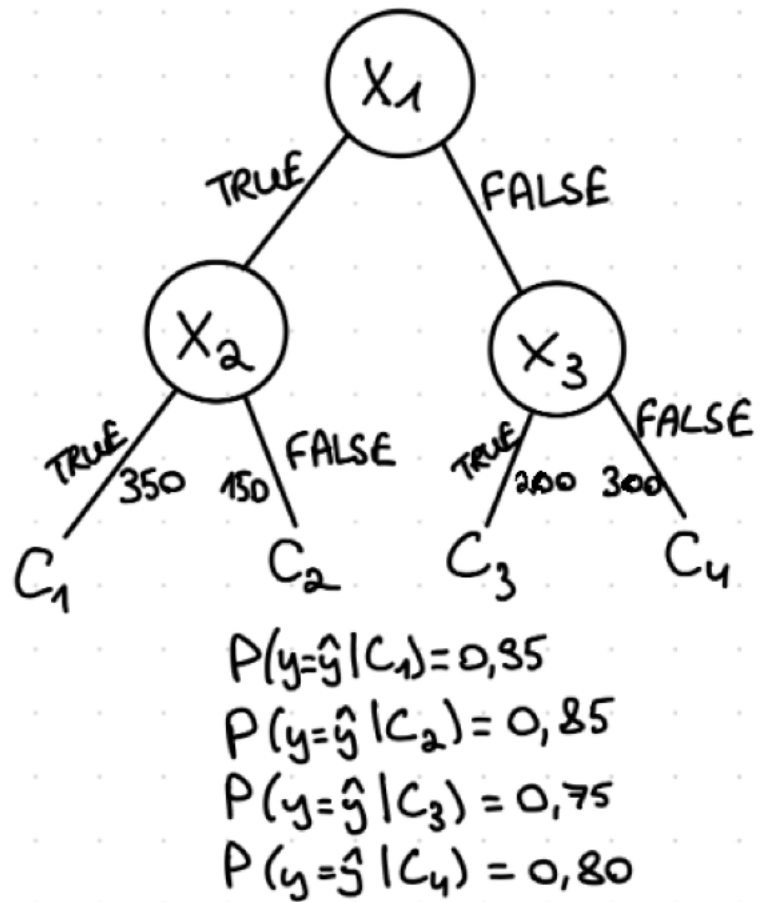 X₁
TRUE FALSE
X₂ X₃
TRUE FALSE TRUE FALSE
350 150 200 300
C₁ C₂ C₃ C₄
P(y=ŷ|C₁)=0,95
P(y=ŷ|C₂)=0,85
P(y=ŷ|C₃)=0,75
P(y=ŷ|C₄)=0,80